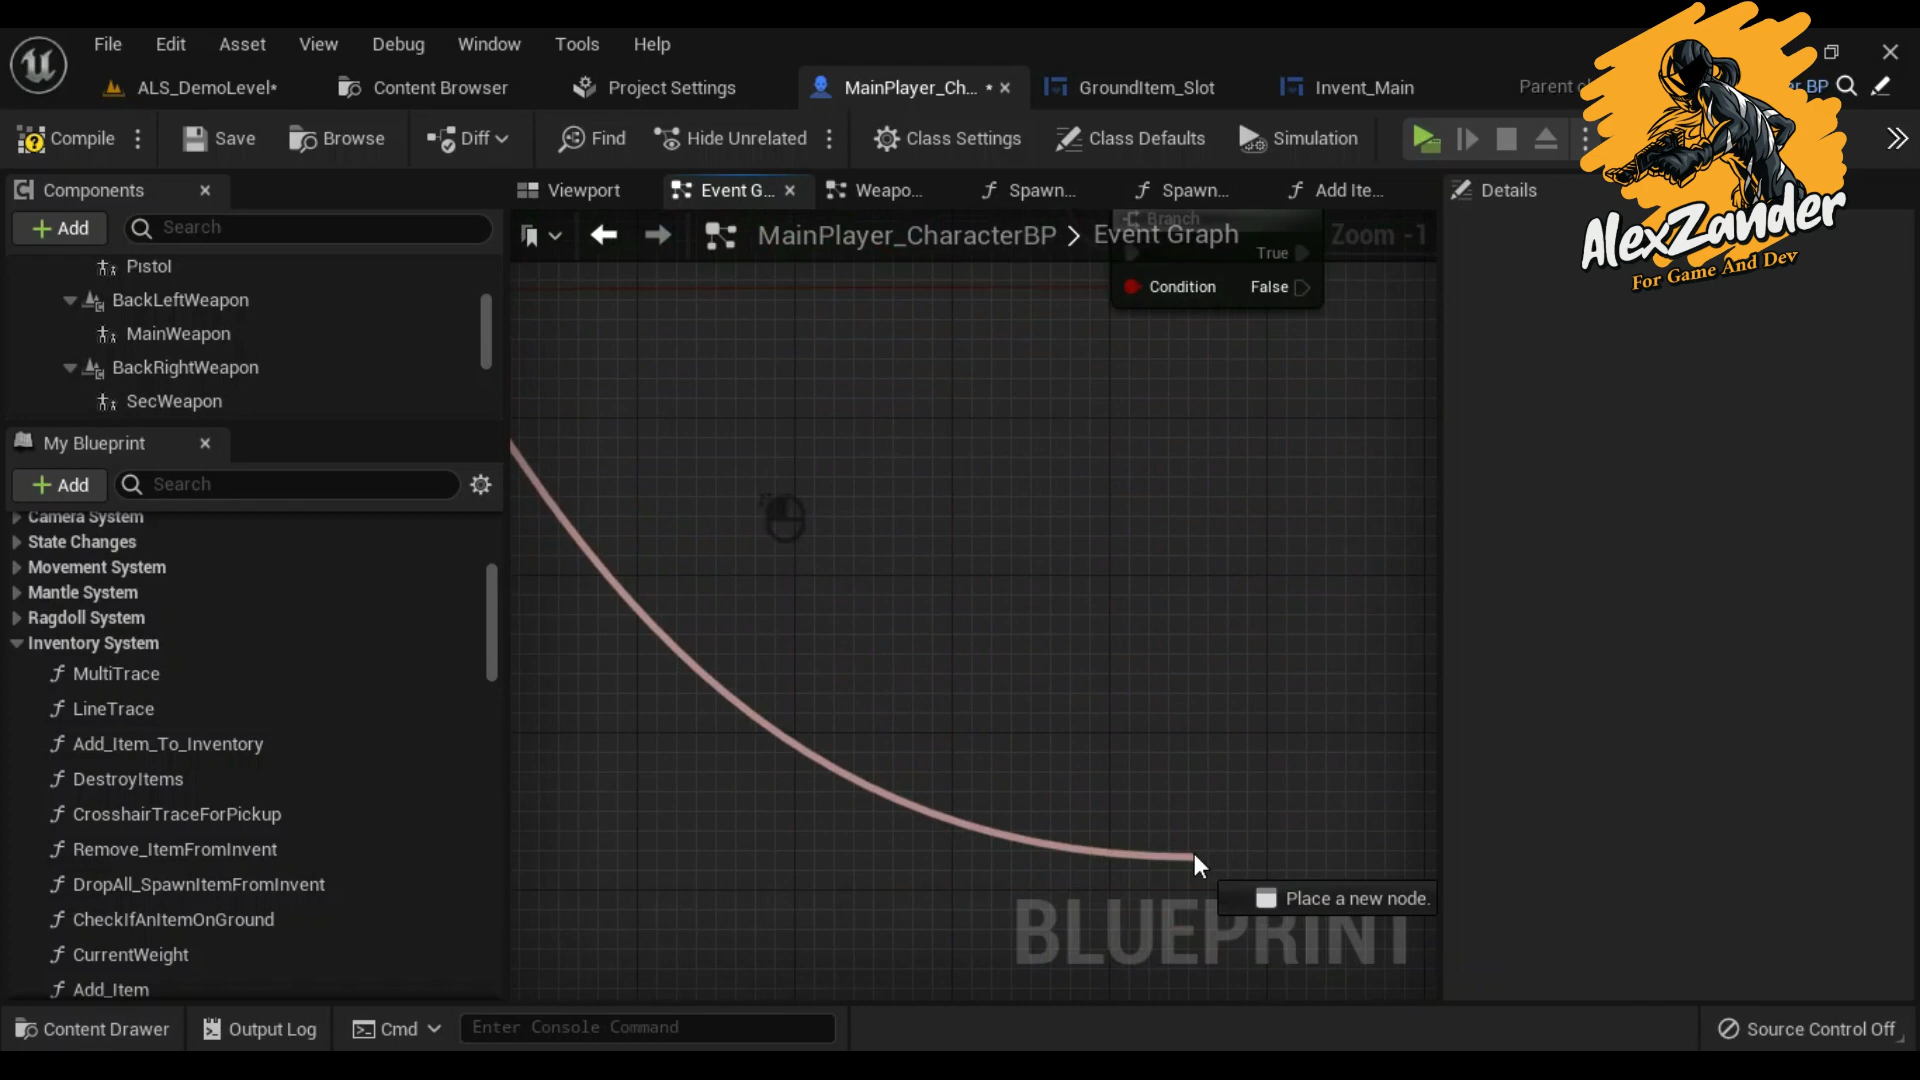 File Edit Asset View Debug Window Tools Help
ALS_DemoLevel* Content Browser Project Settings MainPlayer_Ch... * GroundItem_Slot Invent_Main Parent
Compile Save Browse Diff Find Hide Unrelated Class Settings Class Defaults Simulation
AlexZander
For Game And Dev
Components
Viewport Event G... Weapo... Spawn... Spawn... Add Ite... Details
Add Search
MainPlayer_CharacterBP > Event Graph Zoom -1
Branch
True
Condition False
Pistol
BackLeftWeapon
MainWeapon
BackRightWeapon
SecWeapon
My Blueprint
Add Search
Camera System
State Changes
Movement System
Mantle System
Ragdoll System
Inventory System
MultiTrace
LineTrace
Add_Item_To_Inventory
DestroyItems
CrosshairTraceForPickup
Remove_ItemFromInvent
DropAll_SpawnItemFromInvent
CheckIfAnItemOnGround
CurrentWeight
Add_Item
Place a new node.
BLUEPRINT
Content Drawer Output Log Cmd Enter Console Command Source Control Off